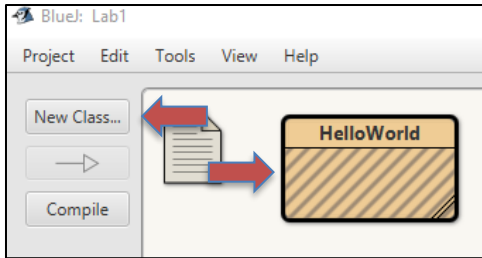 BlueJ: Lab1
Project Edit Tools View Help
New Class...
HelloWorld
Compile